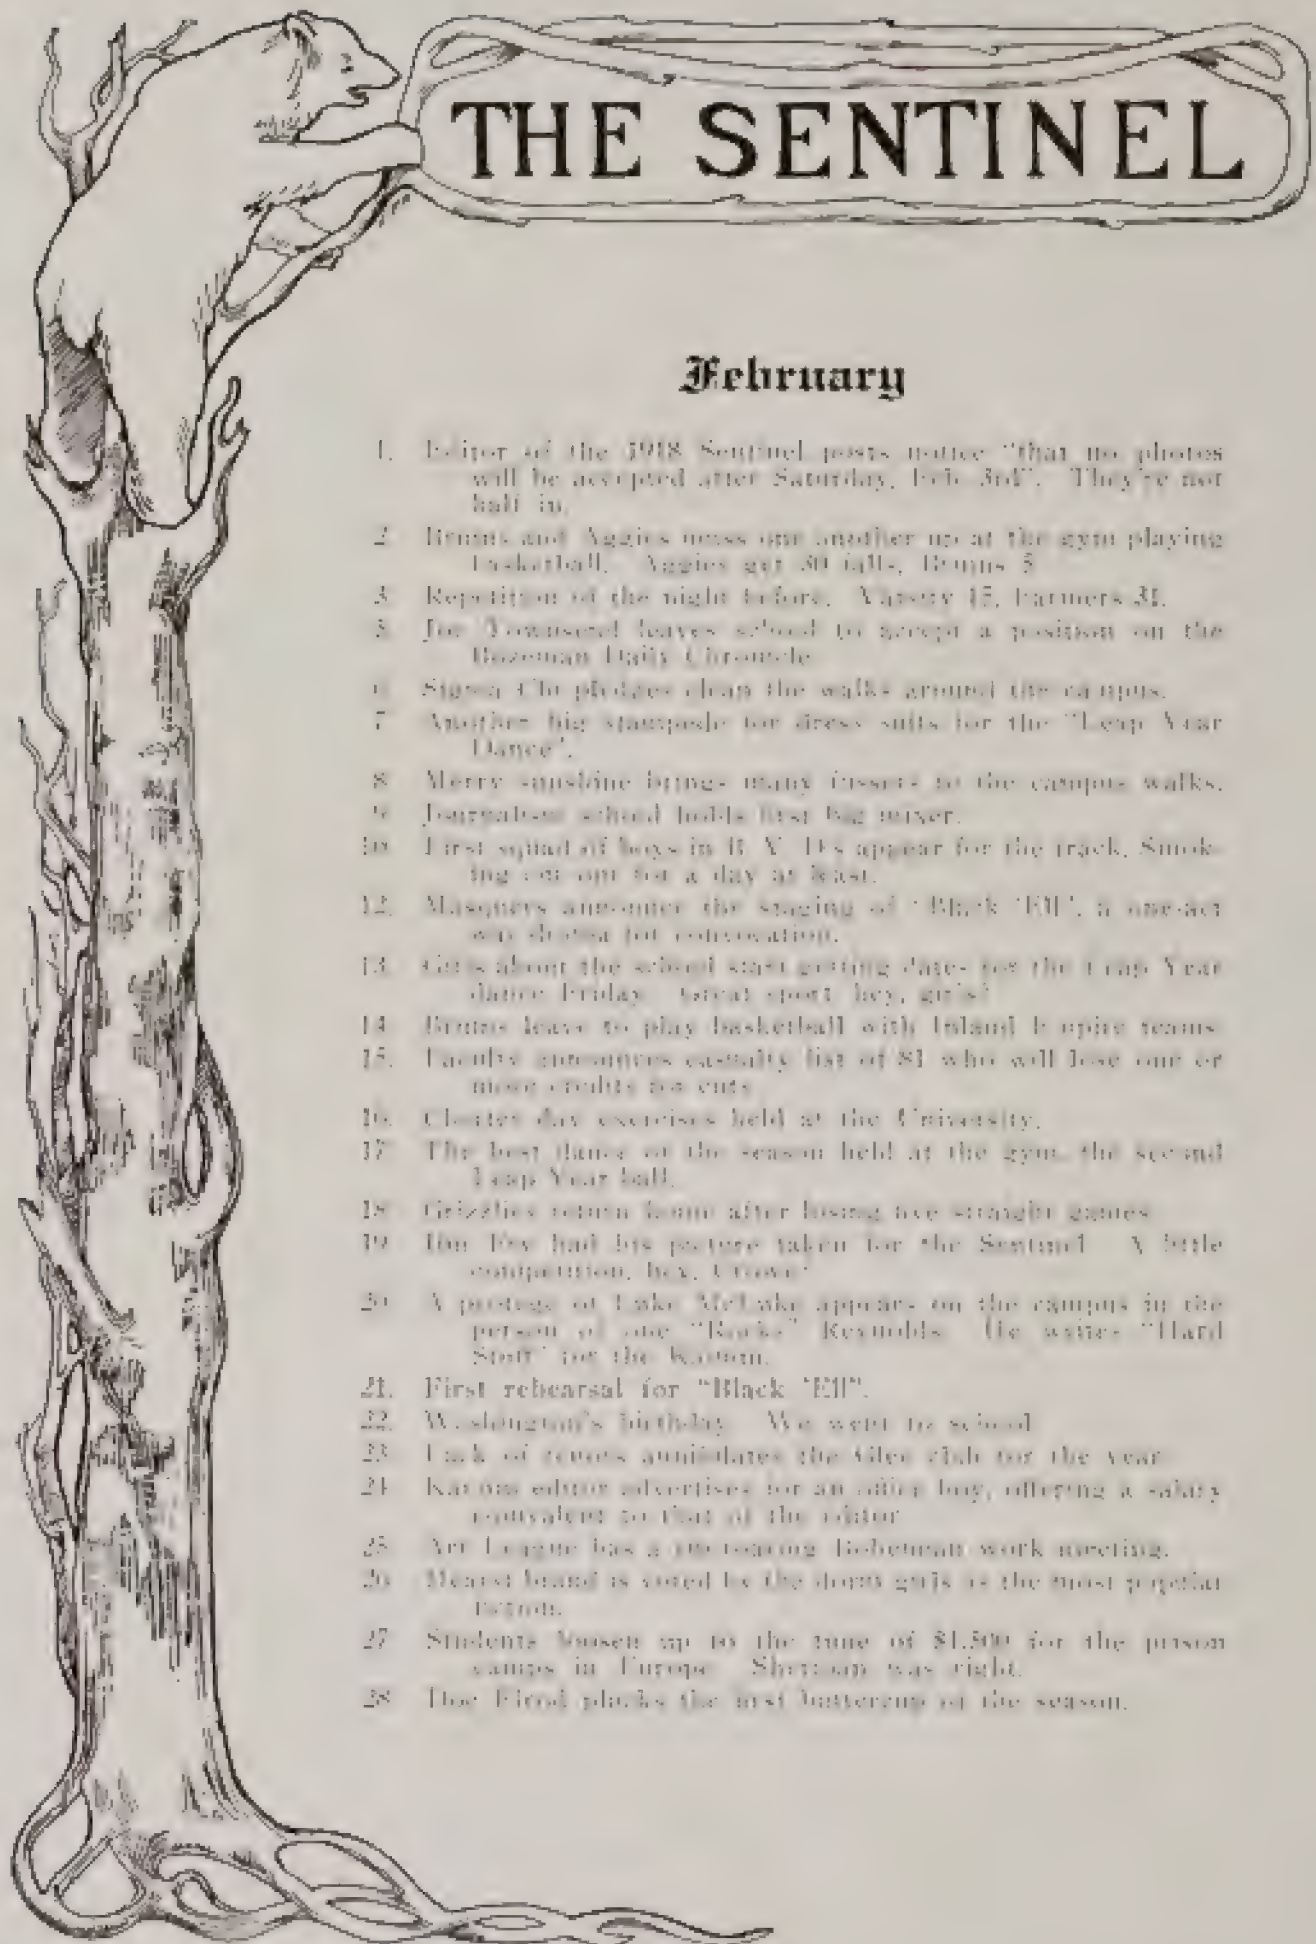 THE SENTINEL
February
1. Editor of the 1918 Sentinel posts notice "that no photos
will be accepted after Saturday, Feb. 3rd". They're not
half in.
2. Bruins and Aggies muss one another up at the gym playing
basketball. Aggies get 30 falls, Bruins 5
3. Repetition of the night before. Varsity 15, Farmers 31.
5. Joe Townsend leaves school to accept a position on the
Bozeman Daily Chronicle.
6. Sigma Chi pledges clean the walks around the campus.
7. Another big stampede for dress suits for the "Leap Year
Dance".
8. Merry sunshine brings many fussers to the campus walks.
9. Journalism school holds first big mixer.
10. First squad of boys in B. V. D's appear for the track, Smok-
ing cut out for a day at least.
12. Masquers announce the staging of "Black 'Ell", a one-act
war drama for convocation.
13. Girls about the school start getting dates for the Leap Year
dance Friday. Great sport, hey, girls?
14. Bruins leave to play basketball with Inland Empire teams.
15. Faculty announces casualty list of 81 who will lose one or
more credits for cuts.
16. Charter day exercises held at the University.
17. The best dance of the season held at the gym, the second
Leap Year ball.
18. Grizzlies return home after losing five straight games.
19. Fry had his picture taken for the Sentinel. A little
competition, hey,
20. A protege of Luke McLuke appears on the campus in the
person of one "Rocks" Reynolds. He writes "Hard
Stuff" for the Kaimin.
21. First rehearsal for "Black 'Ell".
22. Washington's birthday. We went to school.
23. Lack of tenors annihilates the Glee club for the year.
24. Kaimin editor advertises for an office boy, offering a salary
equivalent to that of the editor.
25. Art League has a Bohemian work meeting.
26. is voted by the dorm girls as the most popular
fiction.
27. Students loosen up to the tune of $1,500 for the prison
camps in Europe. Sherman was right.
28. Doc Elrod plucks the first buttercup of the season.